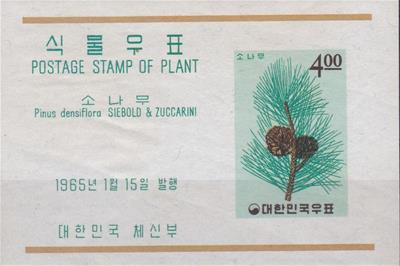 식물우표
POSTAGE STAMP OF PLANT
소나무
Pinus densiflora SIEBOLD & ZUCCARINI
1965년 1월 15일 발행
대한민국 체신부
소나무
4.00
대한민국우표